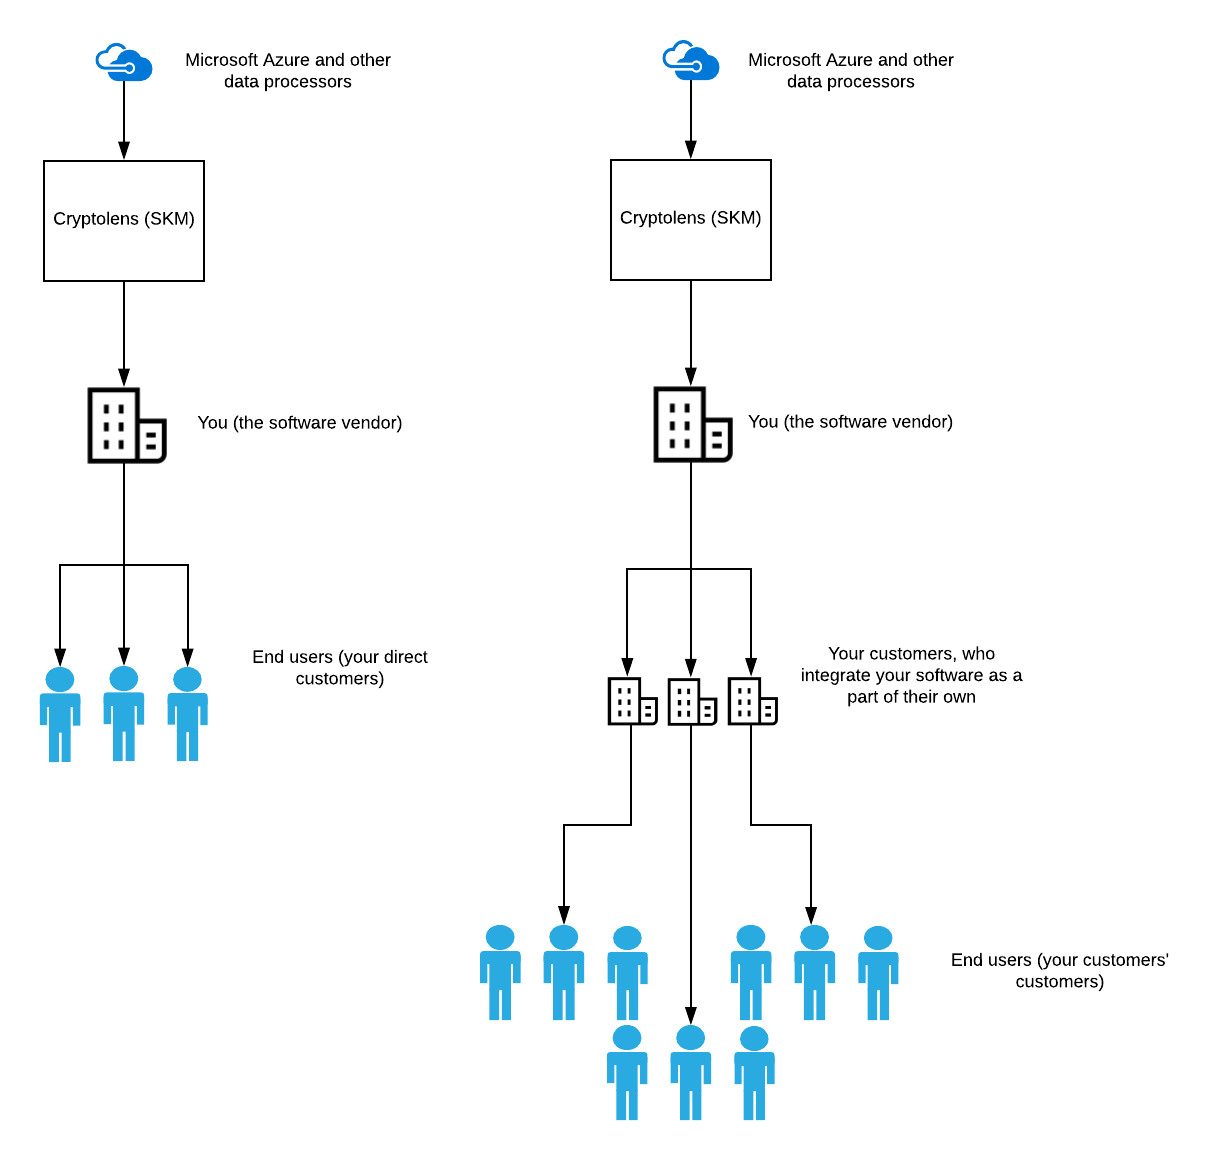 Microsoft Azure and other
data processors
Cryptolens (SKM)
You (the software vendor)
End users (your direct
customers)
Microsoft Azure and other
data processors
Cryptolens (SKM)
You (the software vendor)
Your customers, who
integrate your software as a
part of their own
End users (your customers'
customers)